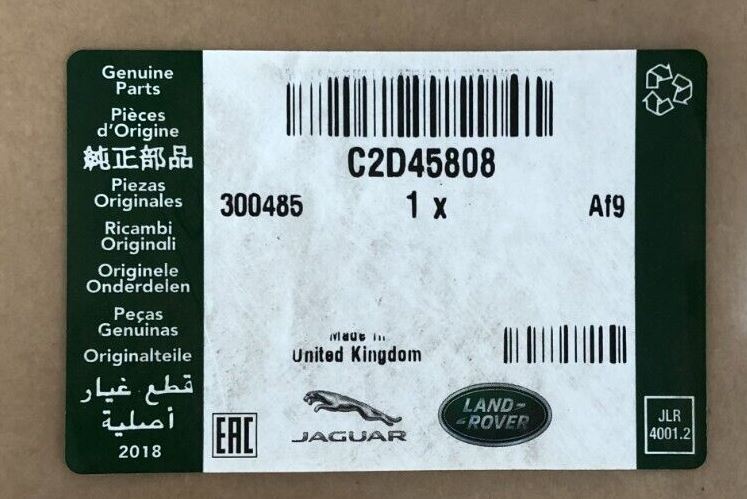 Genuine
Parts
Pièces
d'Origine
純正部品
Piezas
Originales
Ricambi
Originali
Originele
Onderdelen
Peças
Genuinas
Originalteile
قطع غيار
أصلية
2018
C2D45808
300485 1 x Af9
Made in
United Kingdom
EAC
JAGUAR
LAND-
-ROVER
JLR
4001.2